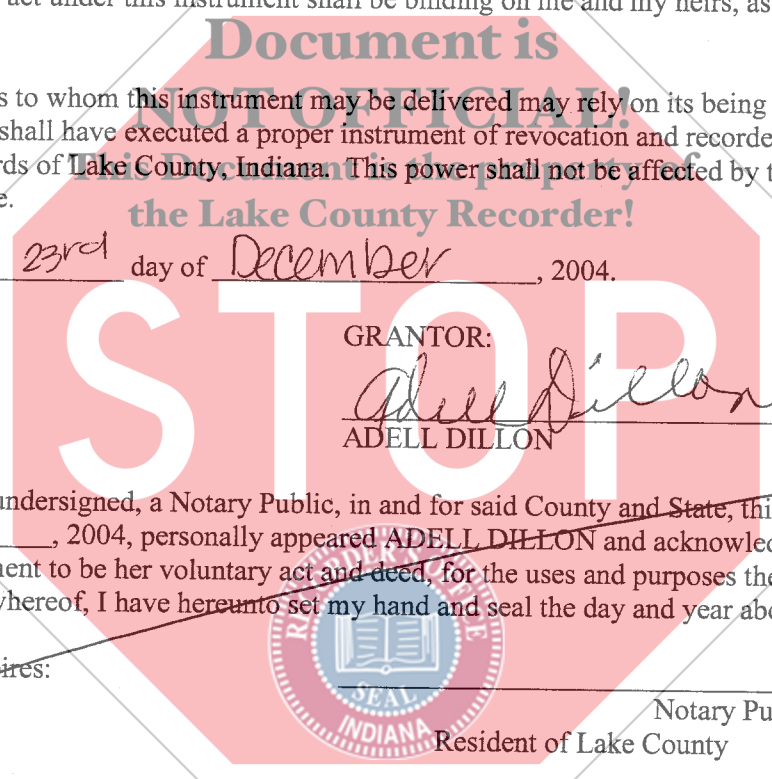 act under this instrument shall be binding on me and my heirs, as
Document is
s to whom this instrument may be delivered may rely on its being
NOT OFFICIAL!
shall have executed a proper instrument of revocation and recorde
rds of Lake County, Indiana. This power shall not be affected by t
This Document is the property of
e.
the Lake County Recorder!
23rd day of December, 2004.
STOP
GRANTOR:
Adell Dillon
ADELL DILLON
undersigned, a Notary Public, in and for said County and State, thi
, 2004, personally appeared ADELL DILLON and acknowled
ment to be her voluntary act and deed, for the uses and purposes the
whereof, I have hereunto set my hand and seal the day and year abo
RECORDER'S OFFICE
ires:
SEAL
INDIANA
Notary Pu
Resident of Lake County